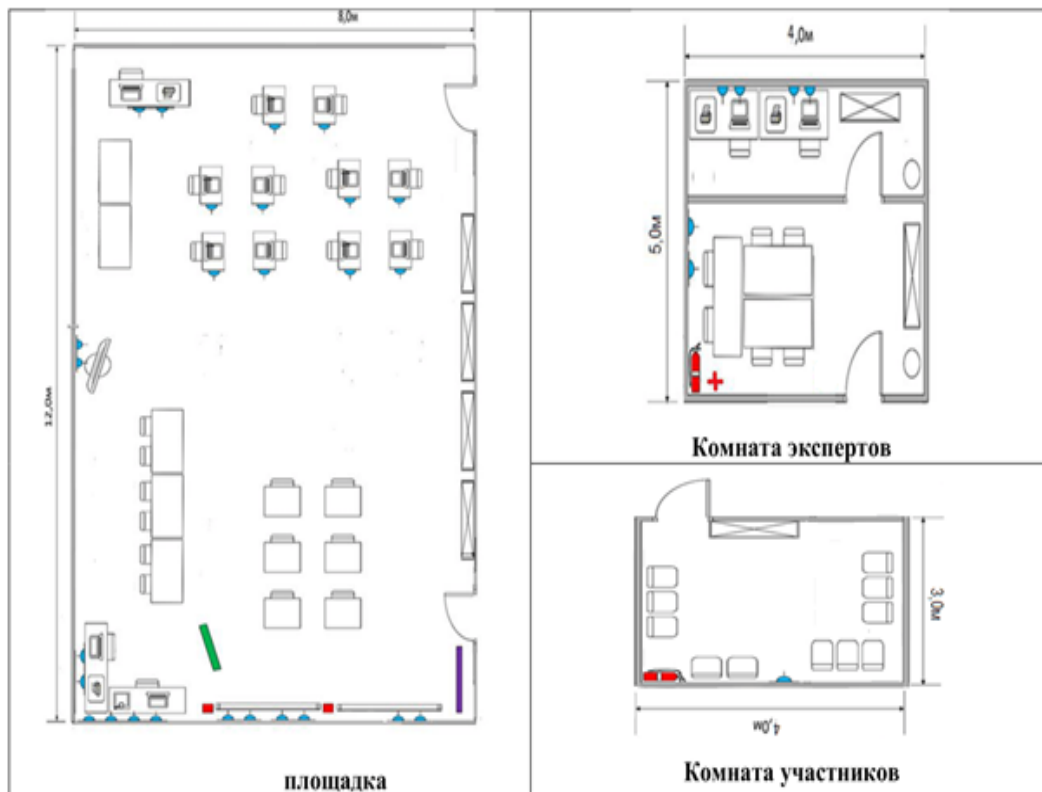 8,0м
12,0м
площадка
4,0м
5,0м
Комната экспертов
3,0м
4,0м
Комната участников